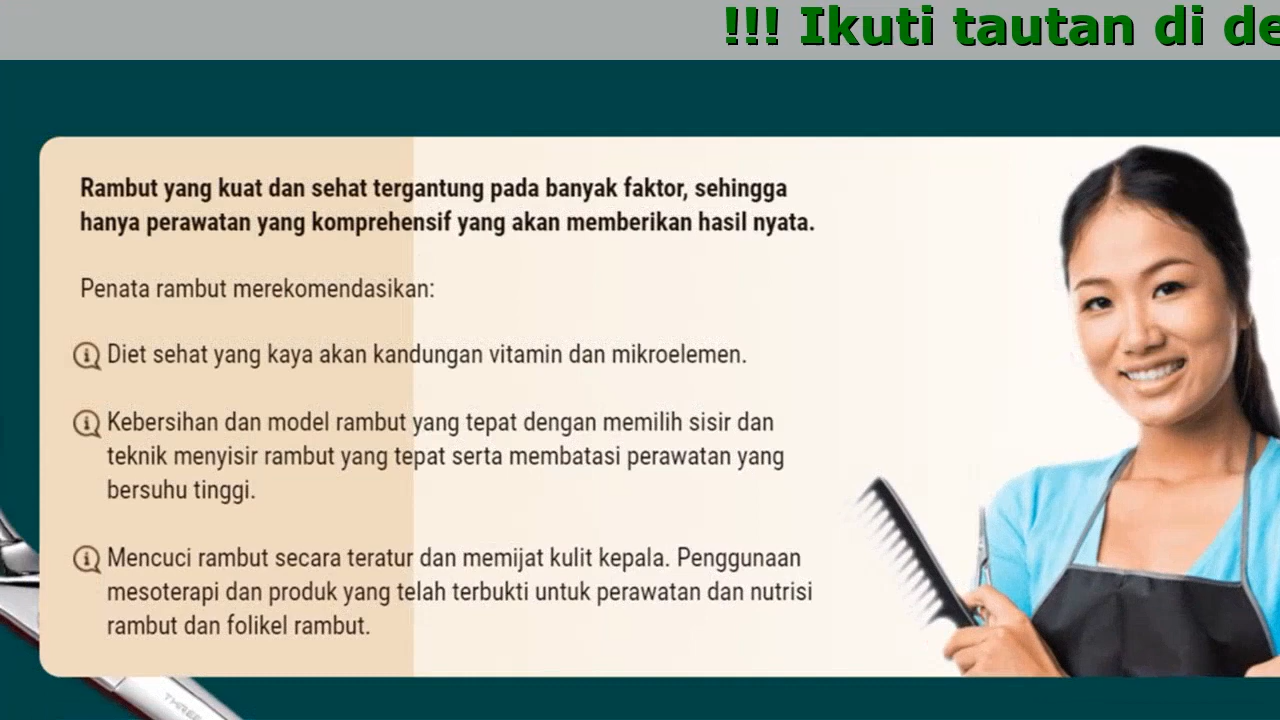 !!! Ikuti tautan di de
Rambut yang kuat dan sehat tergantung pada banyak faktor, sehingga
hanya perawatan yang komprehensif yang akan memberikan hasil nyata.
Penata rambut merekomendasikan:
Diet sehat yang kaya akan kandungan vitamin dan mikroelemen.
Kebersihan dan model rambut yang tepat dengan memilih sisir dan
teknik menyisir rambut yang tepat serta membatasi perawatan yang
bersuhu tinggi.
Mencuci rambut secara teratur dan memijat kulit kepala. Penggunaan
mesoterapi dan produk yang telah terbukti untuk perawatan dan nutrisi
rambut dan folikel rambut.
THREE